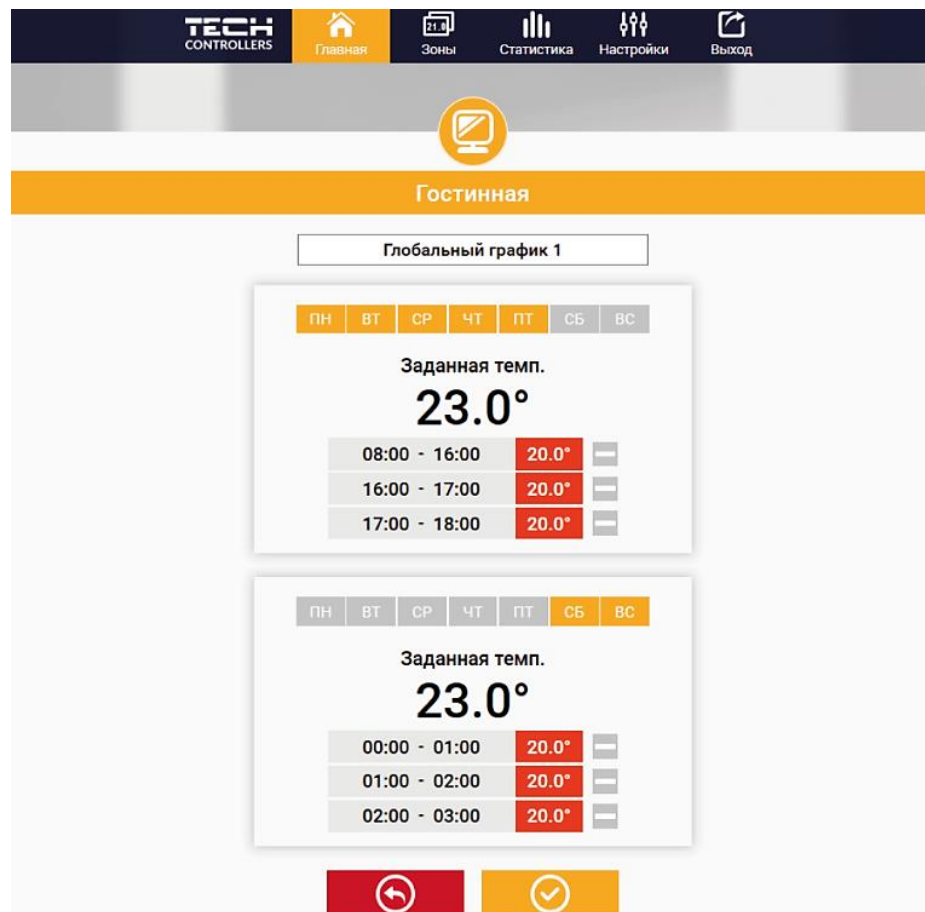 TECH
CONTROLLERS
Главная
21.0
Зоны
Статистика
Настройки
Выход
Гостинная
Глобальный график 1
ПН ВТ СР ЧТ ПТ СБ ВС
Заданная темп.
23.0°
08:00 - 16:00 20.0°
16:00 - 17:00 20.0°
17:00 - 18:00 20.0°
ПН ВТ СР ЧТ ПТ СБ ВС
Заданная темп.
23.0°
00:00 - 01:00 20.0°
01:00 - 02:00 20.0°
02:00 - 03:00 20.0°